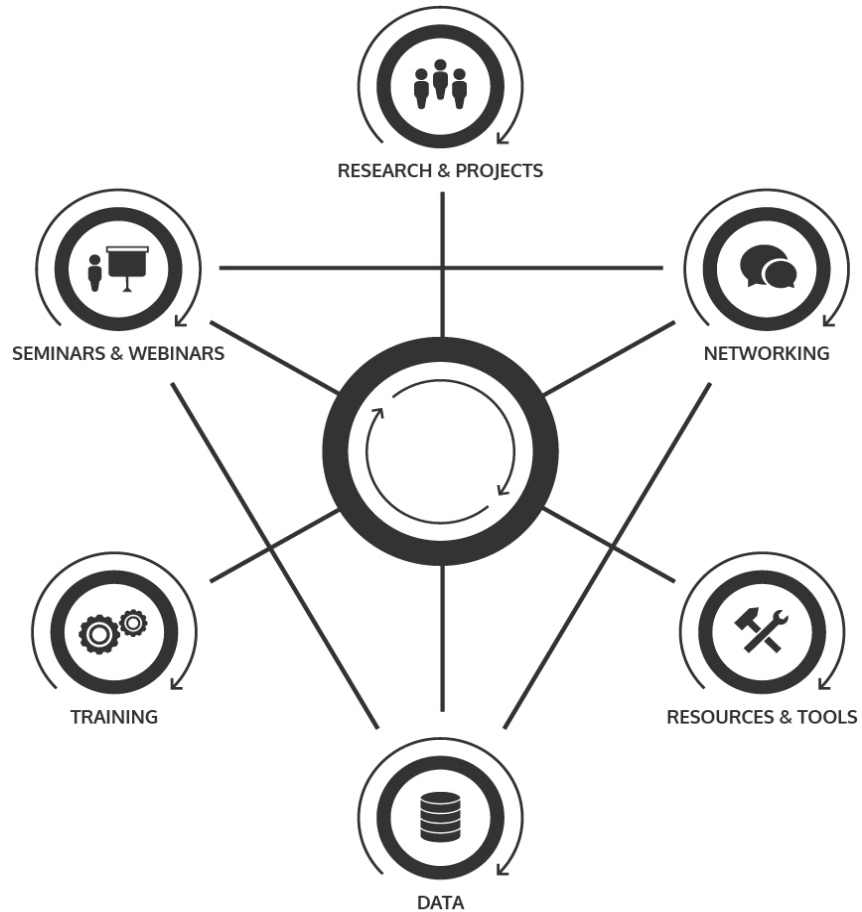 RESEARCH & PROJECTS
SEMINARS & WEBINARS
NETWORKING
TRAINING
RESOURCES & TOOLS
DATA